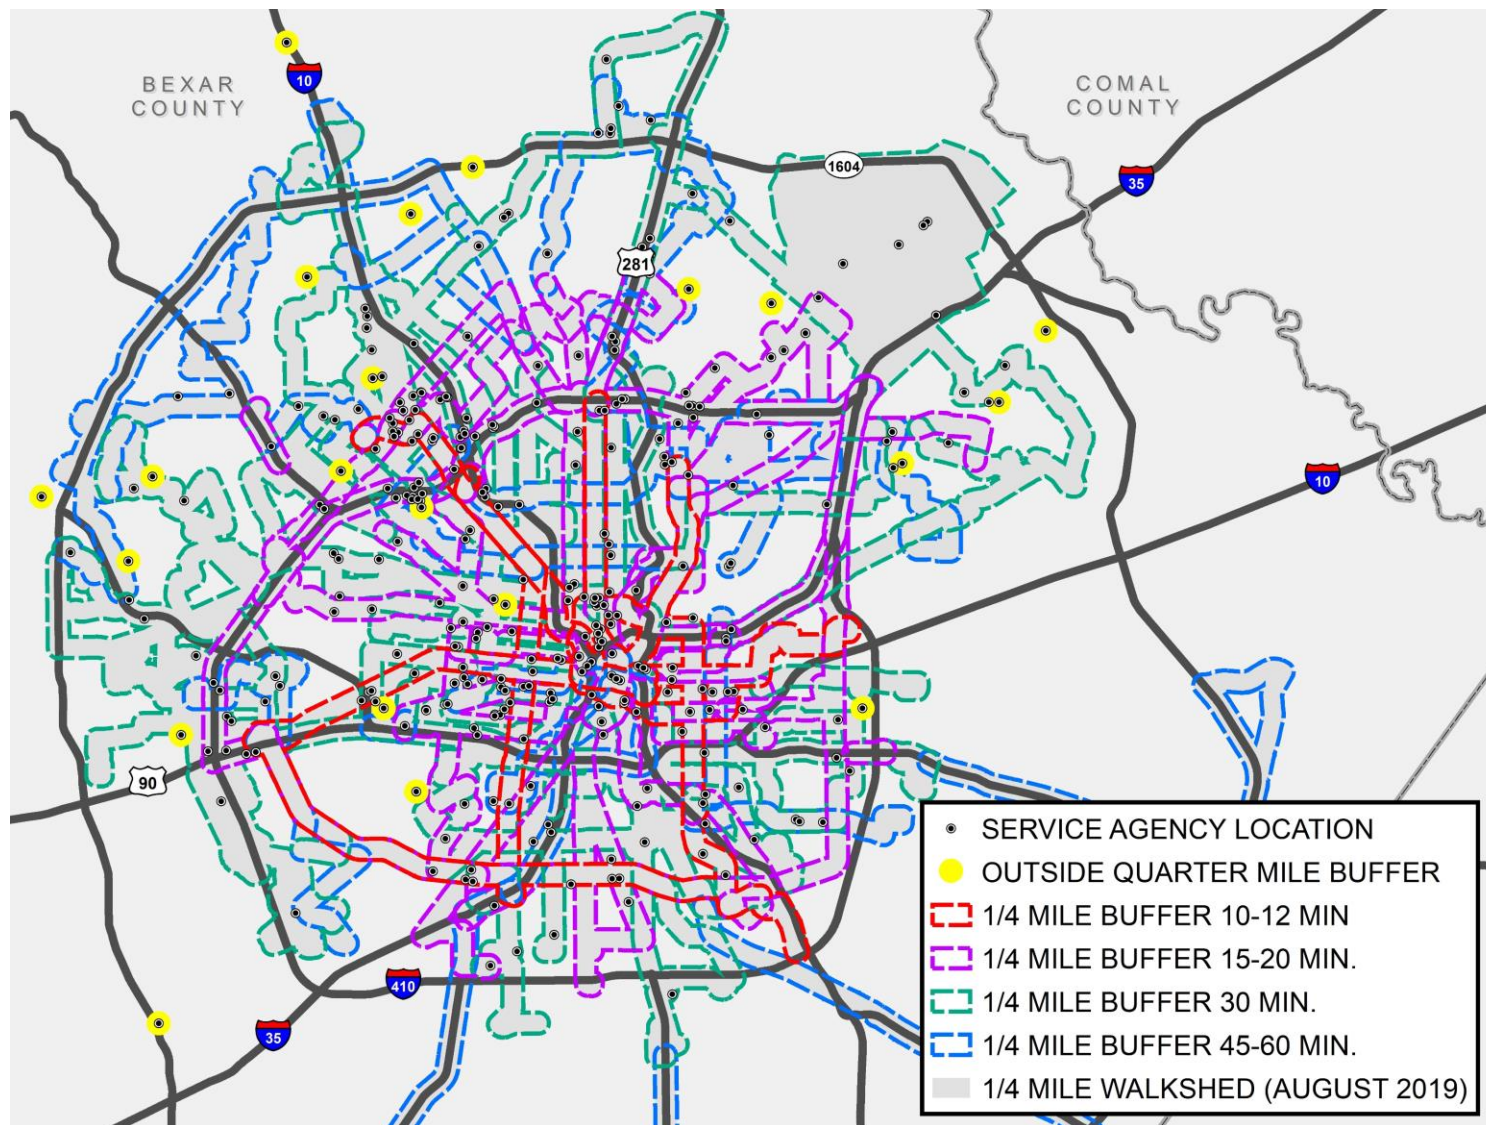 BEXAR
COUNTY
10
COMAL
COUNTY
1604
35
281
10
90
410
35
SERVICE AGENCY LOCATION
OUTSIDE QUARTER MILE BUFFER
1/4 MILE BUFFER 10-12 MIN
1/4 MILE BUFFER 15-20 MIN.
1/4 MILE BUFFER 30 MIN.
1/4 MILE BUFFER 45-60 MIN.
1/4 MILE WALKSHED (AUGUST 2019)